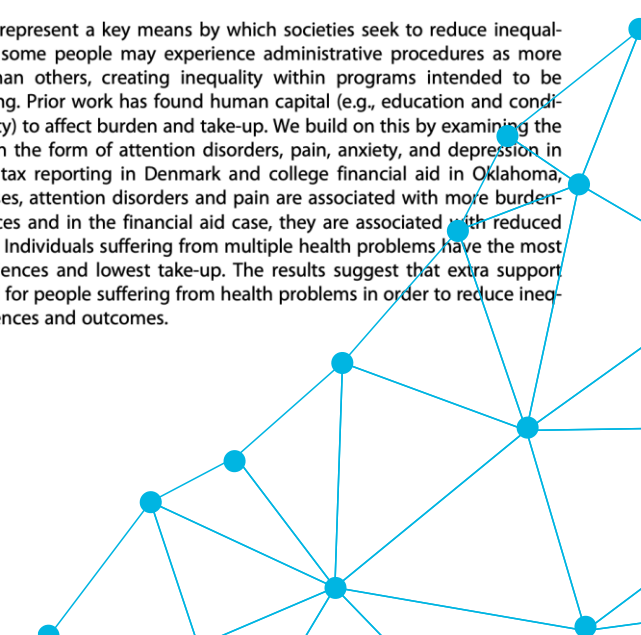 represent a key means by which societies seek to reduce inequal-
some people may experience administrative procedures as more
han others, creating inequality within programs intended to be
ng. Prior work has found human capital (e.g., education and condi-
ty) to affect burden and take-up. We build on this by examining the
n the form of attention disorders, pain, anxiety, and depression in
tax reporting in Denmark and college financial aid in Oklahoma,
es, attention disorders and pain are associated with more burden-
ces and in the financial aid case, they are associated with reduced
Individuals suffering from multiple health problems have the most
ences and lowest take-up. The results suggest that extra support
for people suffering from health problems in order to reduce ineq-
ences and outcomes.